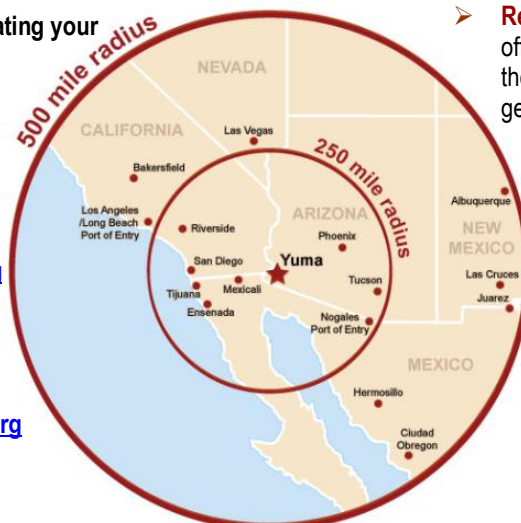 ating your
500 mile radius
NEVADA
CALIFORNIA
Las Vegas
Bakersfield
250 mile radius
Los Angeles
/Long Beach
Port of Entry
Riverside
ARIZONA
Phoenix
Albuquerque
NEW
MEXICO
San Diego
Yuma
Tijuana
Mexicali
Ensenada
Tucson
Las Cruces
Juarez
Nogales
Port of Entry
MEXICO
Hermosillo
Ciudad
Obregon
rg
➢ Re
of
the
ge